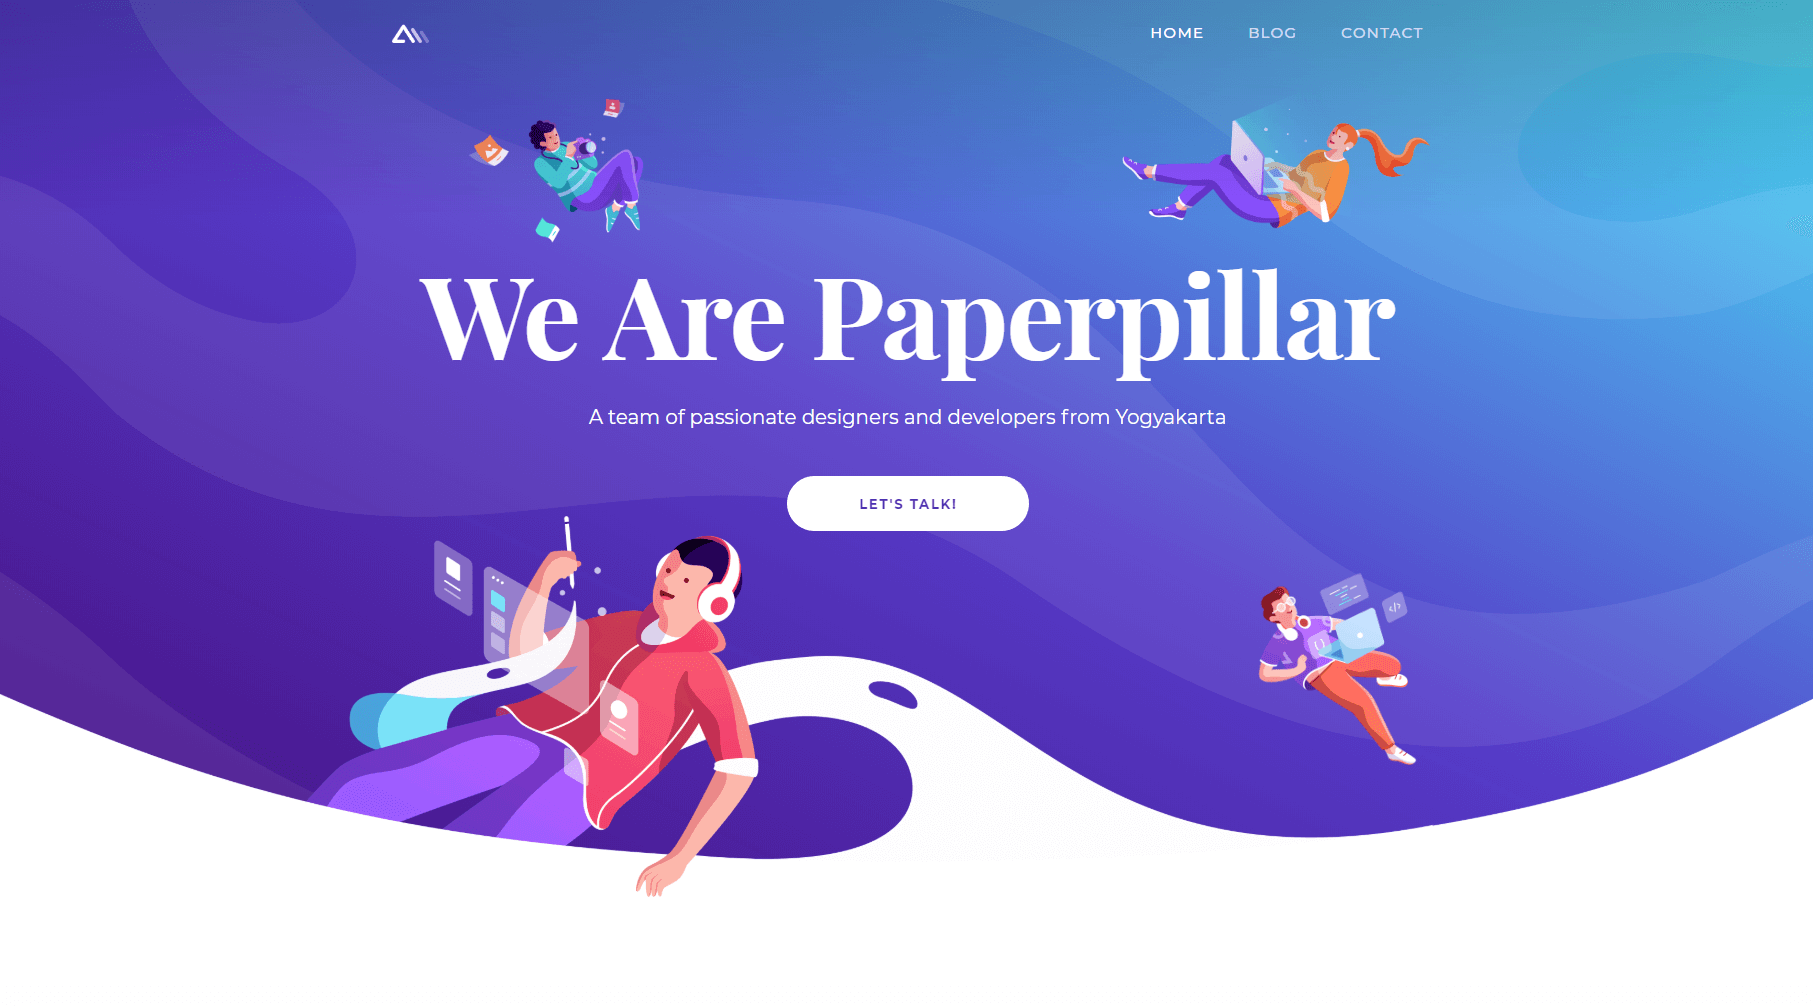 HOME BLOG CONTACT
We Are Paperpillar
A team of passionate designers and developers from Yogyakarta
LET'S TALK!